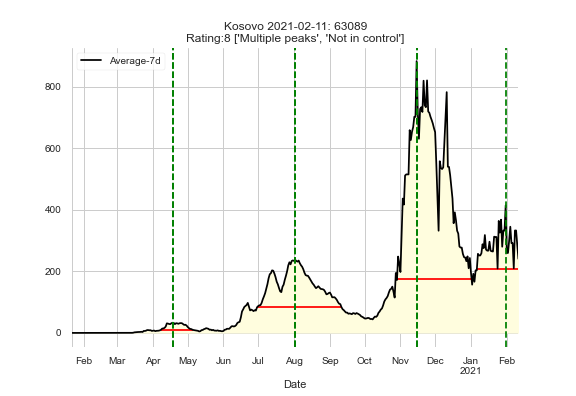 Kosovo 2021-02-11: 63089
Rating:8 ['Multiple peaks', 'Not in control']
Average-7d
800
600
400
200
0
Feb Mar Apr May Jun Jul Aug Sep Oct Nov Dec Jan Feb
2021
Date